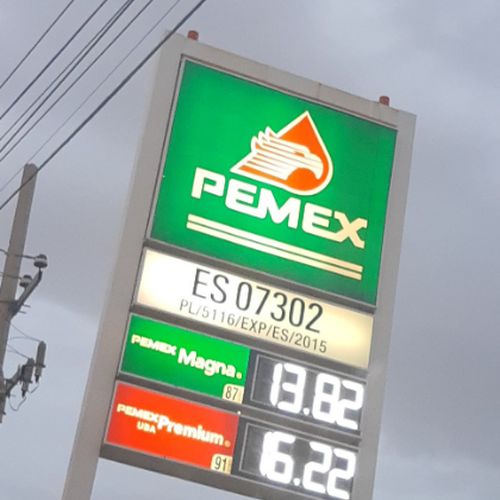 PEMEX
ES 07302
PL/5116/EXP/ES/2015
PEMEX Magna® 87 13.82
PEMEX Premium® UBA 91 16.22